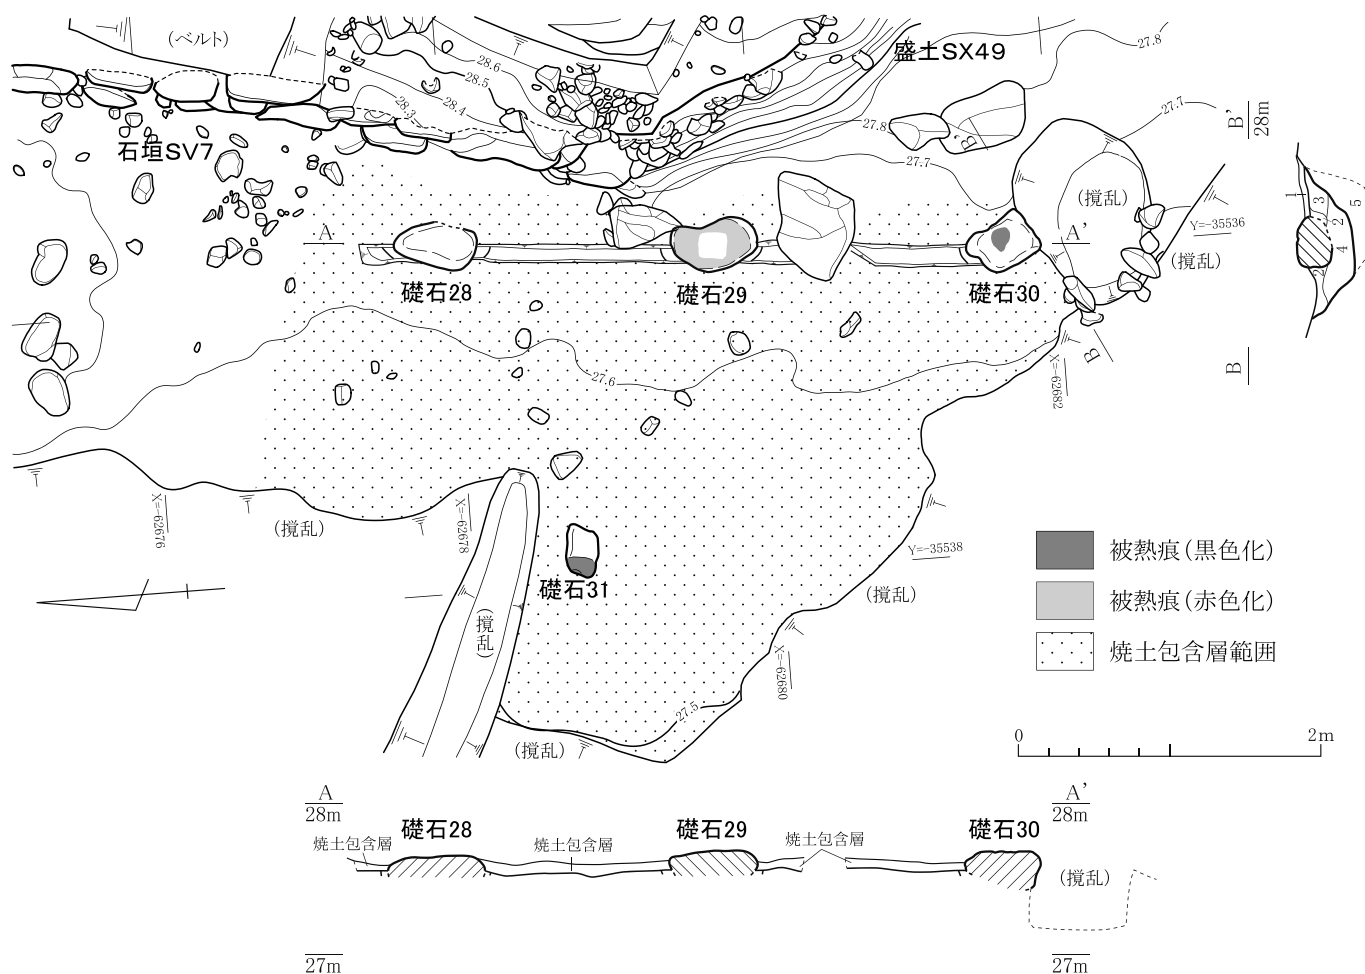 (ベルト)
盛土SX49
27.8
28.6
28.5
28.4
28.3
27.7
B'
28m
27.8
石垣SV7
B'
27.7
(撹乱)
Y=-35536
1
3
2
5
4
2
A
A'
(撹乱)
礎石28
礎石29
礎石30
27.6
B
B
X=-62682
X=-62676
X=-62678
(撹乱)
Y=-35538
被熱痕(黒色化)
礎石31
(撹乱)
被熱痕(赤色化)
(撹乱)
焼土包含層範囲
X=-62680
27.5
(撹乱)
0
2m
A
28m
A'
28m
礎石28
礎石29
礎石30
焼土包含層
焼土包含層
焼土包含層
(撹乱)
27m
27m